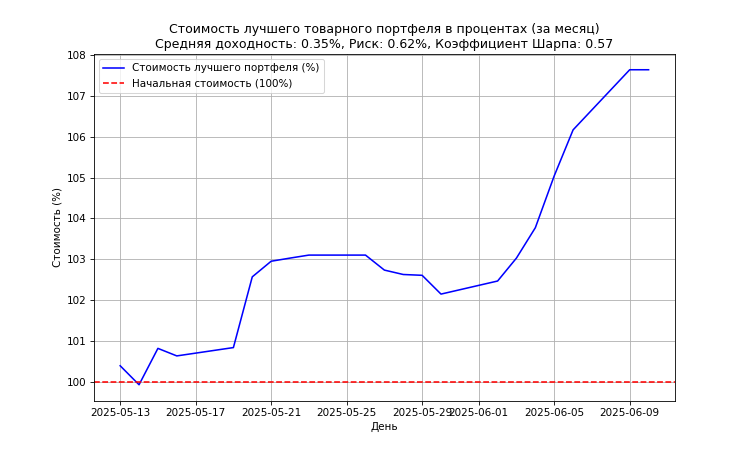 Стоимость лучшего товарного портфеля в процентах (за месяц)
Средняя доходность: 0.35%, Риск: 0.62%, Коэффициент Шарпа: 0.57
Стоимость лучшего портфеля (%)
Начальная стоимость (100%)
Стоимость (%)
108
107
106
105
104
103
102
101
100
2025-05-13
2025-05-17
2025-05-21
2025-05-25
2025-05-29
2025-06-01
2025-06-05
2025-06-09
День